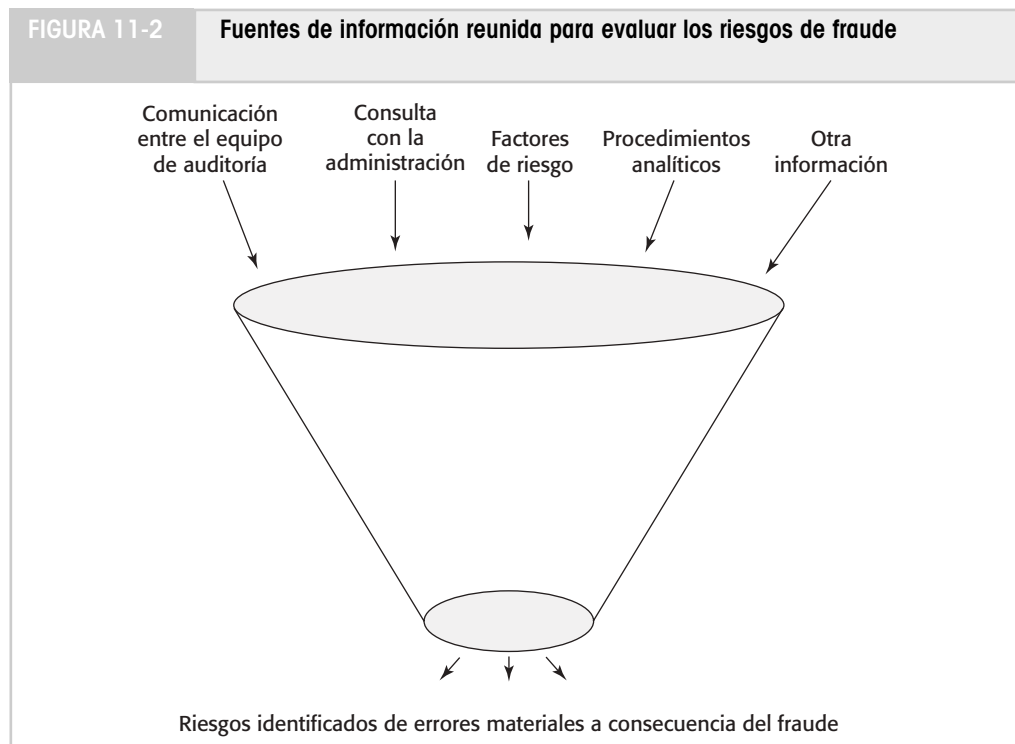 FIGURA 11-2
Fuentes de información reunida para evaluar los riesgos de fraude
Comunicación
entre el equipo
de auditoría
Consulta
con la
administración
Factores
de riesgo
Procedimientos
analíticos
Otra
información
Riesgos identificados de errores materiales a consecuencia del fraude